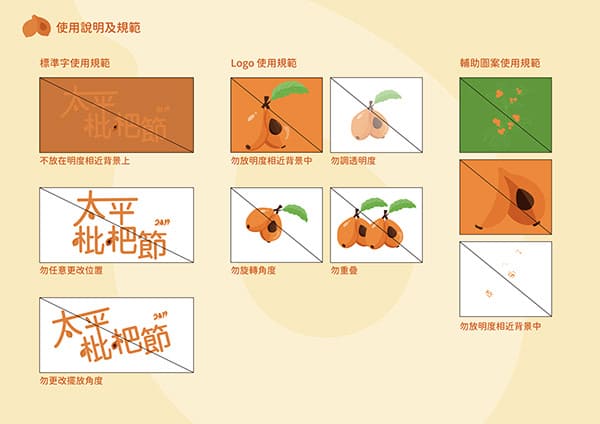 使用說明及規範
標準字使用規範
太平
枇杷節
2019
不放在明度相近背景上
太平
枇杷節
2019
勿任意更改位置
太平
枇杷節
2019
勿更改擺放角度
Logo 使用規範
勿放明度相近背景中
勿調透明度
勿旋轉角度
勿重疊
輔助圖案使用規範
勿放明度相近背景中